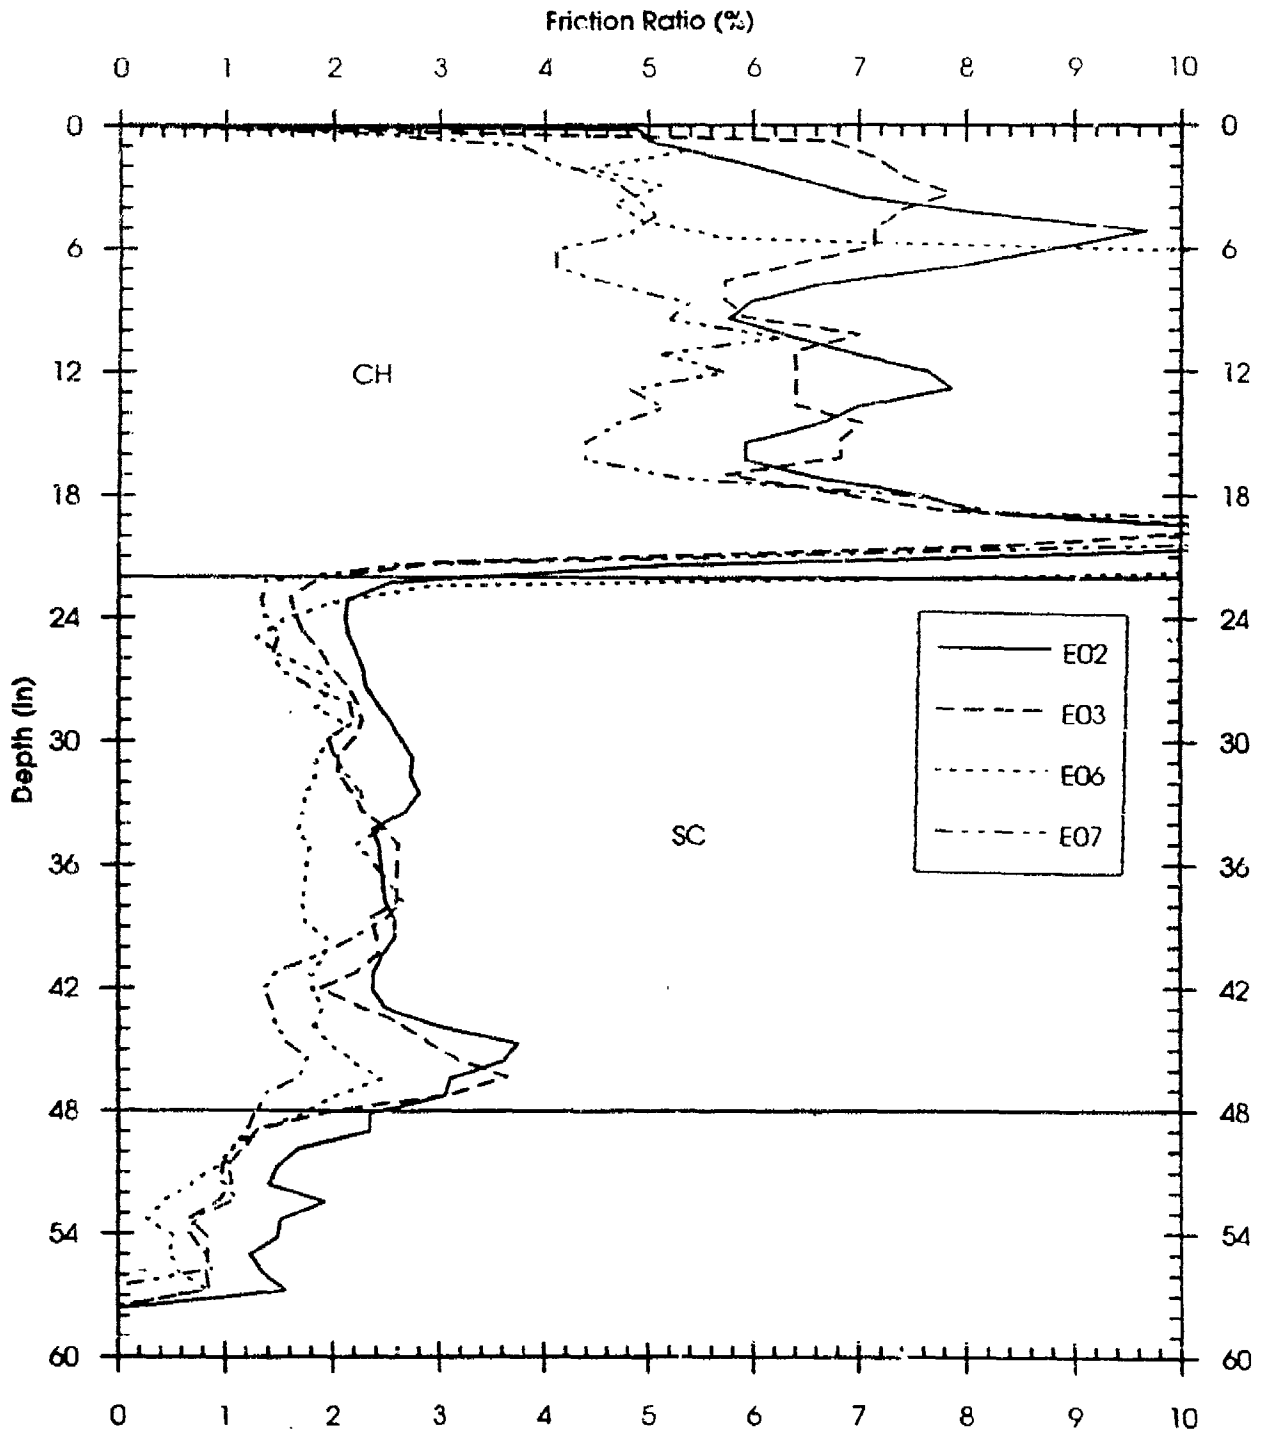 Friction Ratio (%)
0 1 2 3 4 5 6 7 8 9 10
0 0
6 6
CH
12 12
18 18
24 24
E02
E03
E06
E07
Depth (in)
30 30
SC
36 36
42 42
48 48
54 54
60 60
0 1 2 3 4 5 6 7 8 9 10